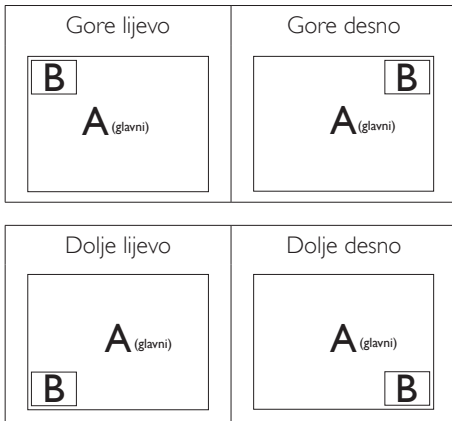 Gore lijevo
B
A (glavni)
Gore desno
B
A (glavni)
Dolje lijevo
A (glavni)
B
Dolje desno
A (glavni)
B